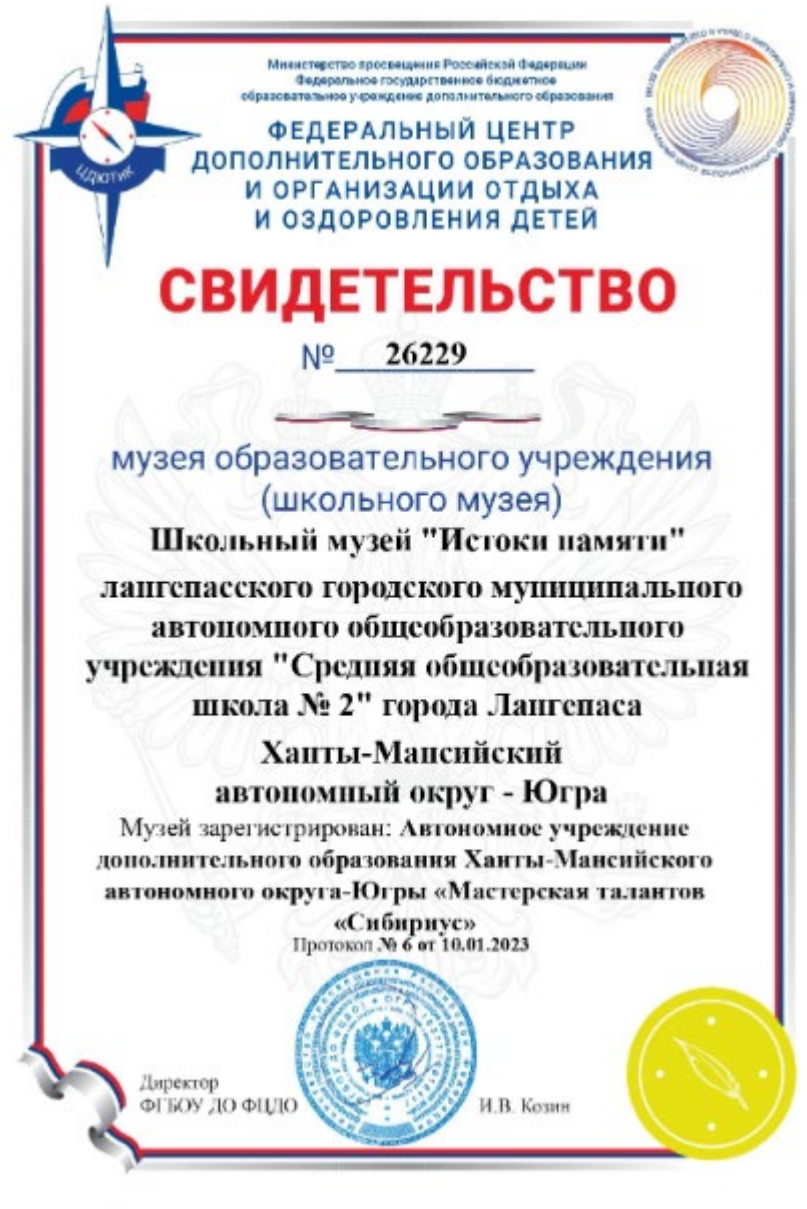 Министерство просвещения Российской Федерации
Федеральное государственное бюджетное
образовательное учреждение дополнительного образования
ФЕДЕРАЛЬНЫЙ ЦЕНТР
ДОПОЛНИТЕЛЬНОГО ОБРАЗОВАНИЯ
И ОРГАНИЗАЦИИ ОТДЫХА
И ОЗДОРОВЛЕНИЯ ДЕТЕЙ
ЦДЮТИК
СВИДЕТЕЛЬСТВО
№ 26229
музея образовательного учреждения
(школьного музея)
Школьный музей "Истоки памяти"
лангепасского городского муниципального
автономного общеобразовательного
учреждения "Средняя общеобразовательная
школа № 2" города Лангепаса
Ханты-Мансийский
автономный округ - Югра
Музей зарегистрирован: Автономное учреждение
дополнительного образования Ханты-Мансийского
автономного округа-Югры «Мастерская талантов
«Сибириус»
Протокол № 6 от 10.01.2023
Директор
ФГБОУ ДО ФЦДО
И.В. Козин